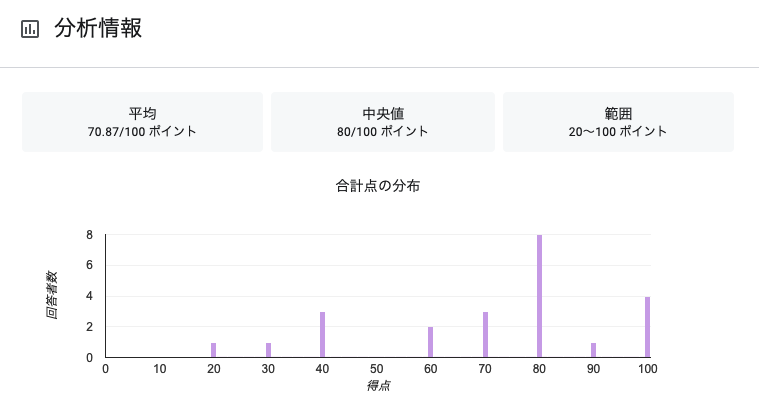 分析情報
平均
70.87/100 ポイント
中央値
80/100 ポイント
範囲
20～100 ポイント
合計点の分布
回答者数
8
6
4
2
0
0 10 20 30 40 50 60 70 80 90 100
得点